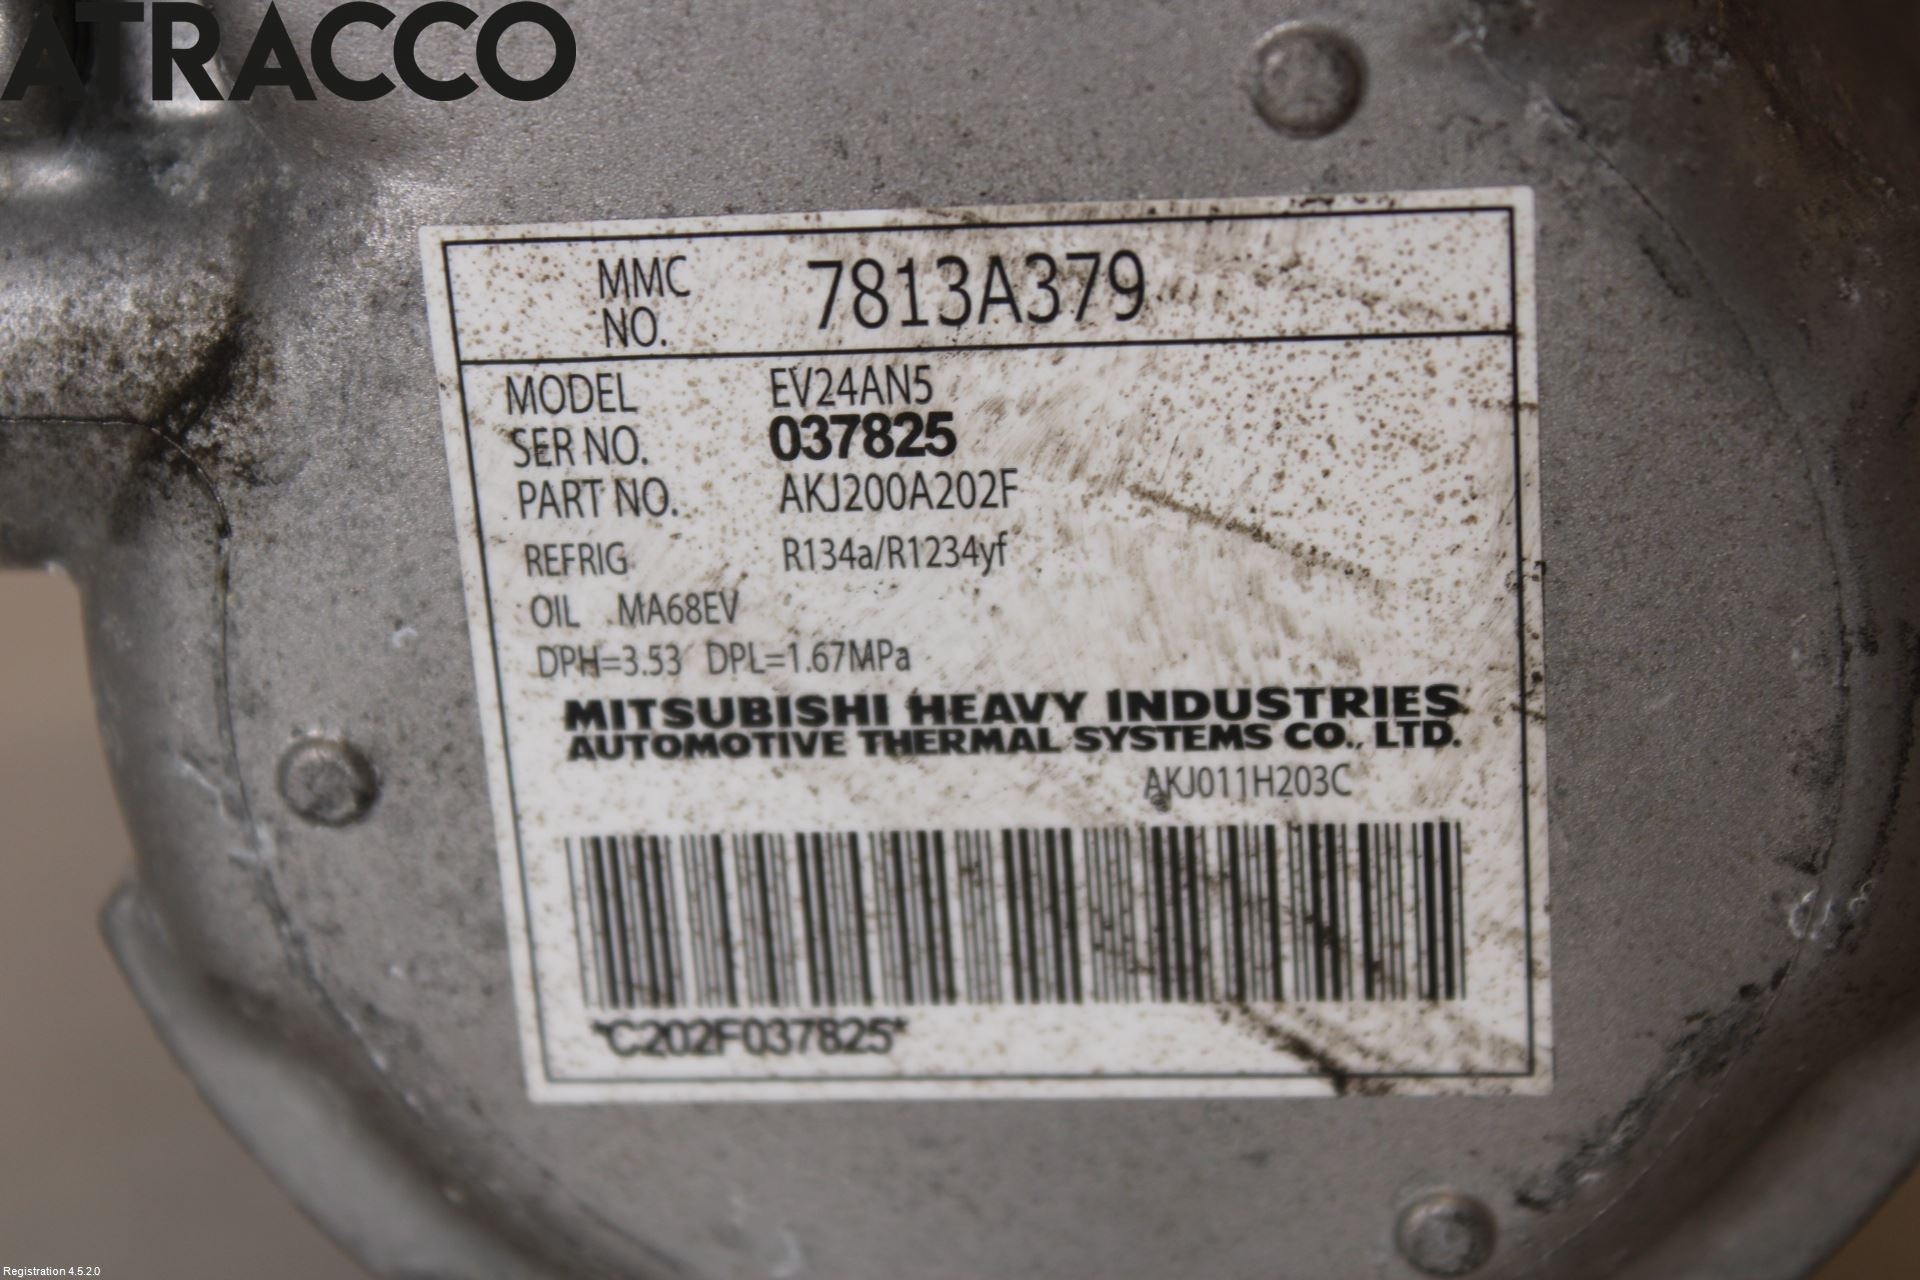 ATRACCO
MMC NO. 7813A379
MODEL EV24AN5
SER NO. 037825
PART NO. AKJ200A202F
REFRIG R134a/R1234yf
OIL MA68EV
DPH=3.53 DPL=1.67MPa
MITSUBISHI HEAVY INDUSTRIES
AUTOMOTIVE THERMAL SYSTEMS CO., LTD.
AKJ011H203C
*C202F037825*
Registration 4.5.2.0